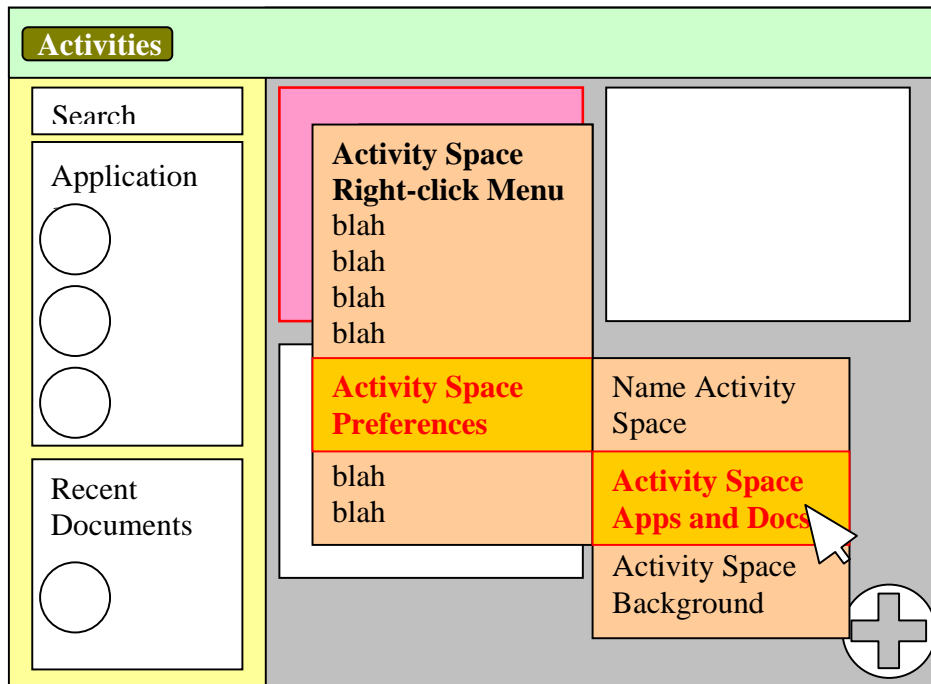 Activities
Search
Application
Recent
Documents
Activity Space
Right-click Menu
blah
blah
blah
blah
Activity Space
Preferences
blah
blah
Name Activity
Space
Activity Space
Apps and Docs
Activity Space
Background